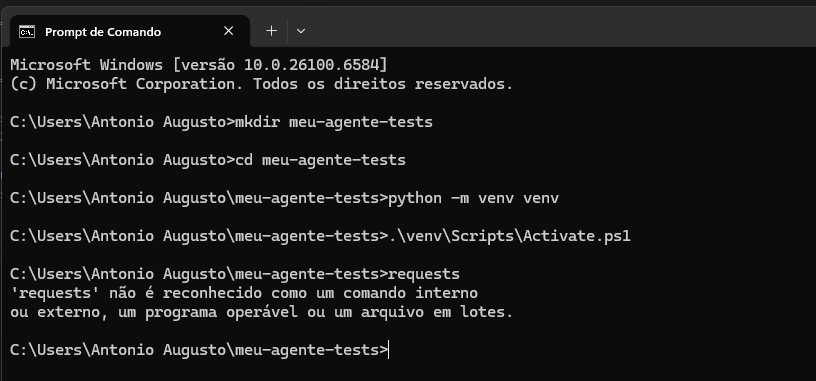 Prompt de Comando
Microsoft Windows [versão 10.0.26100.6584]
(c) Microsoft Corporation. Todos os direitos reservados.
C:\Users\Antonio Augusto>mkdir meu-agente-tests
C:\Users\Antonio Augusto>cd meu-agente-tests
C:\Users\Antonio Augusto\meu-agente-tests>python -m venv venv
C:\Users\Antonio Augusto\meu-agente-tests>.\venv\Scripts\Activate.ps1
C:\Users\Antonio Augusto\meu-agente-tests>requests
'requests' não é reconhecido como um comando interno
ou externo, um programa operável ou um arquivo em lotes.
C:\Users\Antonio Augusto\meu-agente-tests>